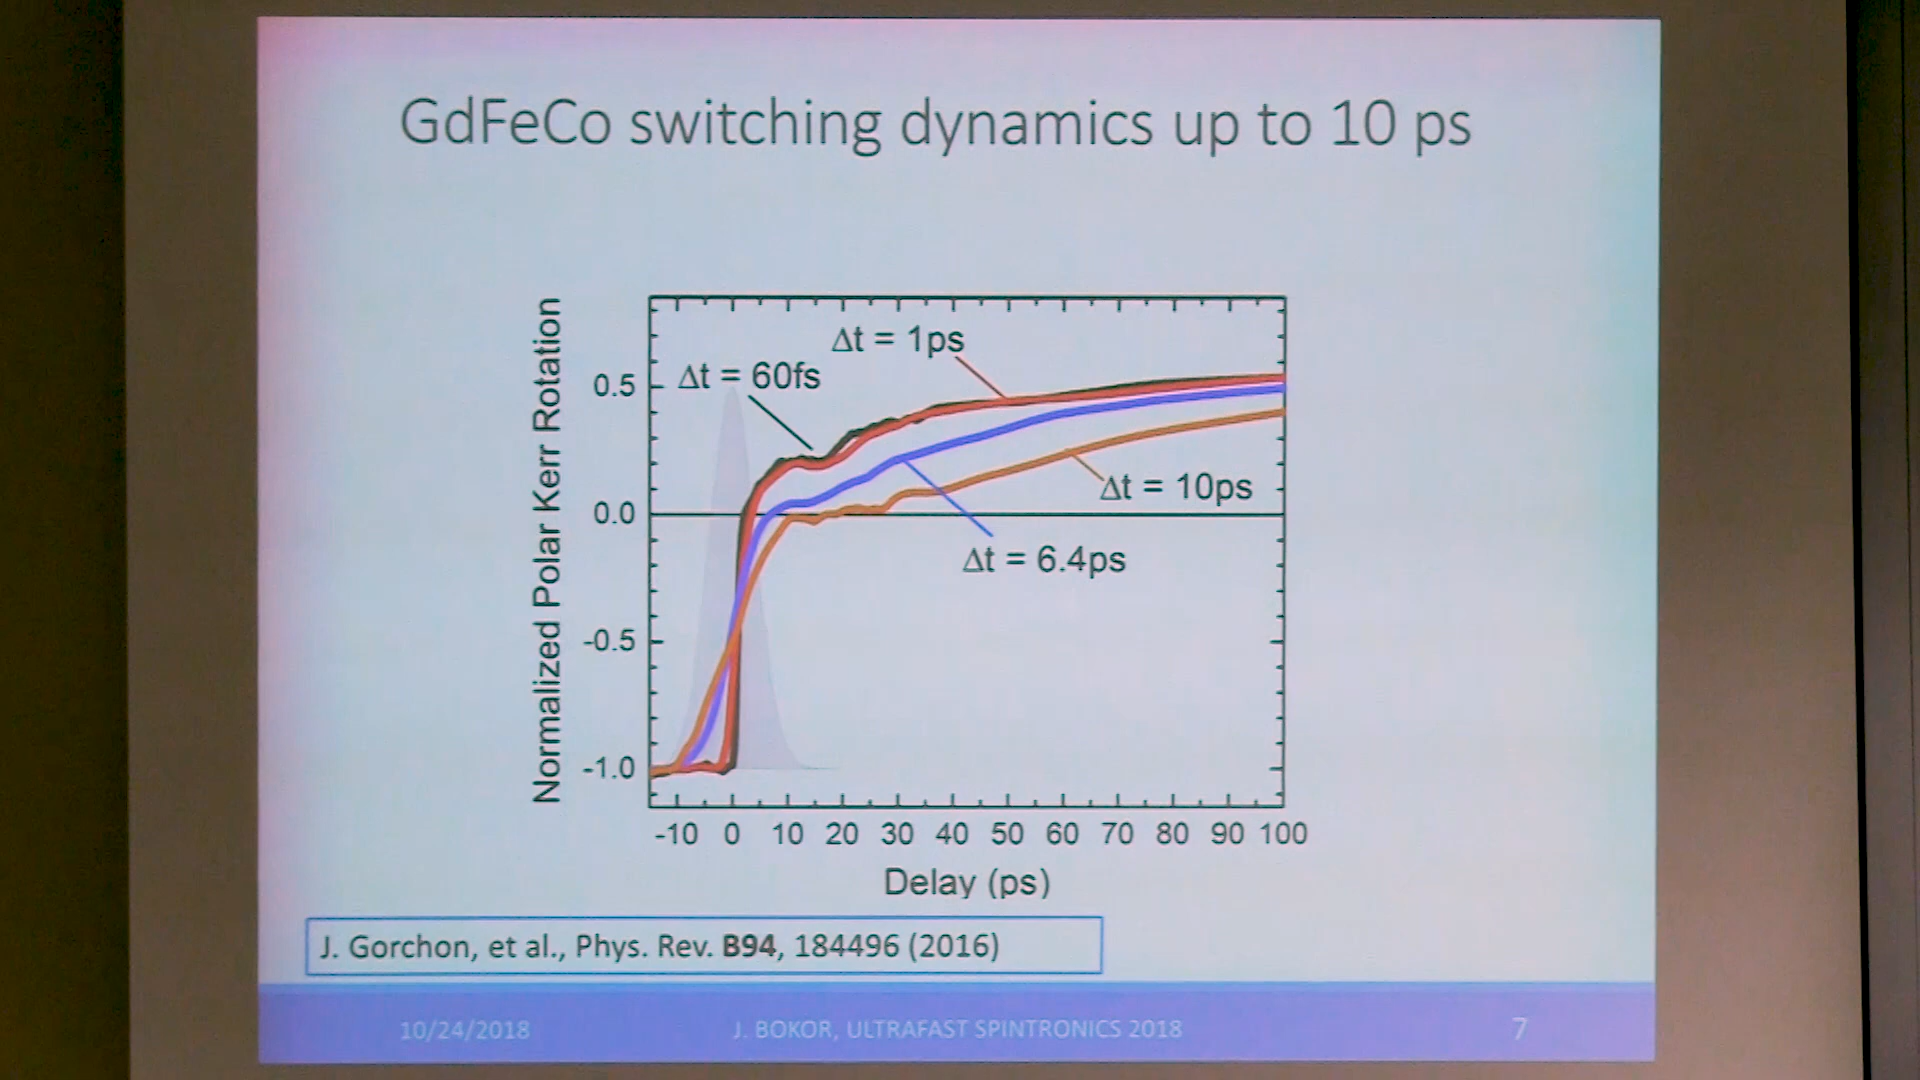 GdFeCo switching dynamics up to 10 ps
Normalized Polar Kerr Rotation
0.5
0.0
-0.5
-1.0
Δt = 1ps
Δt = 60fs
Δt = 10ps
Δt = 6.4ps
-10 0 10 20 30 40 50 60 70 80 90 100
Delay (ps)
J. Gorchon, et al., Phys. Rev. B94, 184496 (2016)
10/24/2018 J. BOKOR, ULTRAFAST SPINTRONICS 2018 7